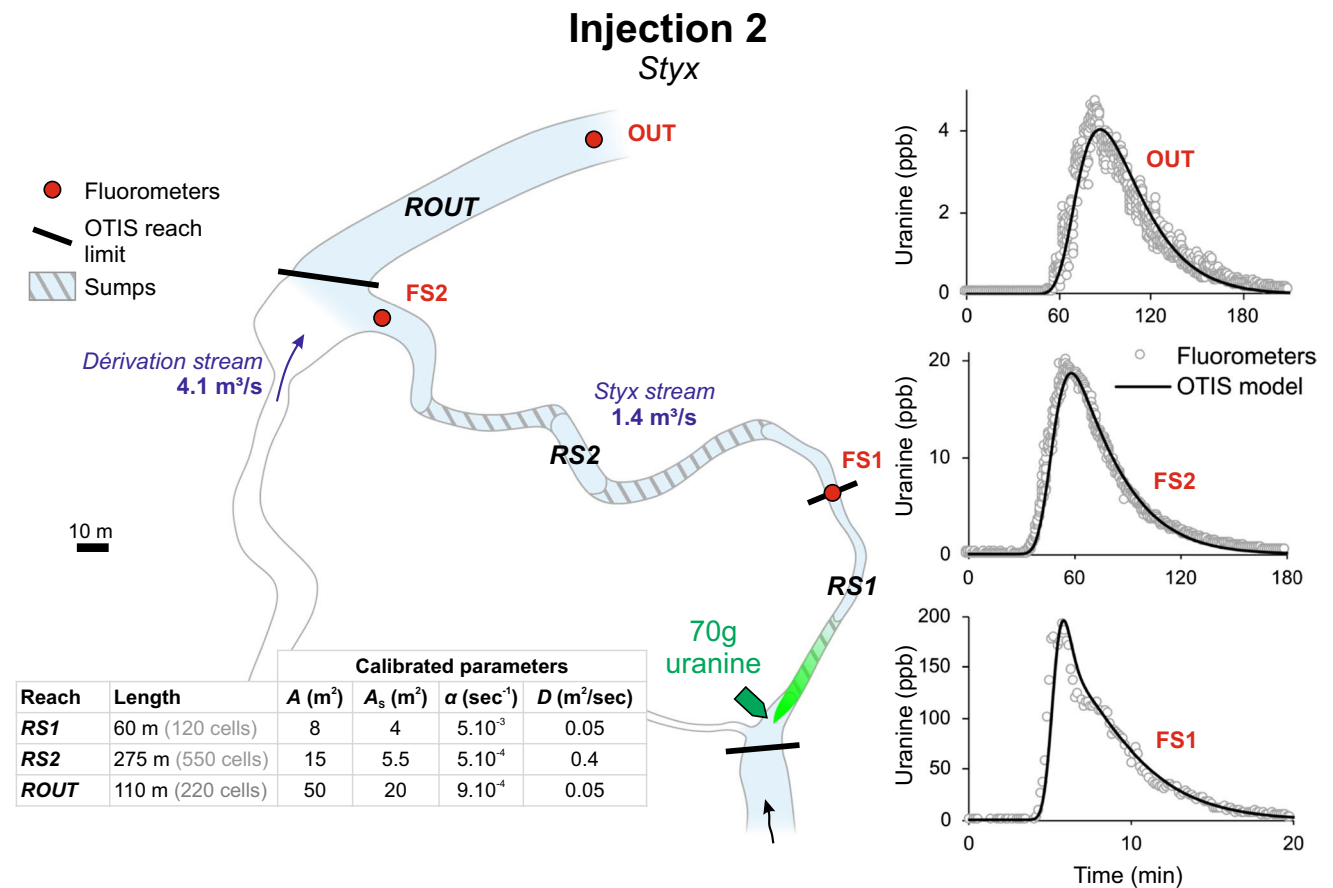 Injection 2
Styx
Fluorometers
OTIS reach
limit
Sumps
OUT
ROUT
FS2
Dérivation stream
4.1 m³/s
Styx stream
1.4 m³/s
RS2
FS1
RS1
10 m
70g
uranine
Calibrated parameters
Reach Length A (m²) Aₛ (m²) α (sec⁻¹) D (m²/sec)
RS1 60 m (120 cells) 8 4 5.10⁻³ 0.05
RS2 275 m (550 cells) 15 5.5 5.10⁻⁴ 0.4
ROUT 110 m (220 cells) 50 20 9.10⁻⁴ 0.05
Uranine (ppb)
4
2
0
OUT
0 60 120 180
Uranine (ppb)
20
10
0
Fluorometers
OTIS model
FS2
0 60 120 180
Uranine (ppb)
200
150
100
50
0
FS1
0 10 20
Time (min)